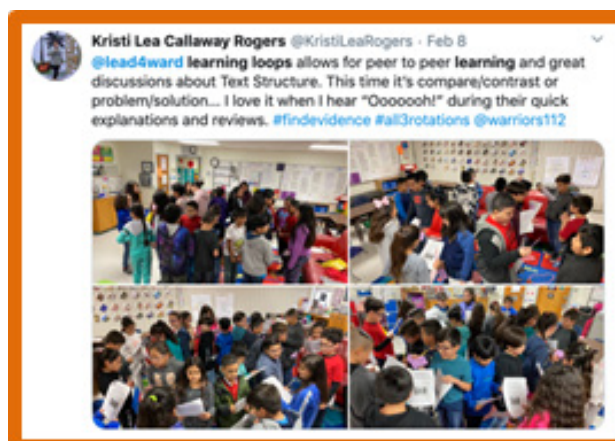 Kristi Lea Callaway Rogers @KristiLeaRogers · Feb 8
@lead4ward learning loops allows for peer to peer learning and great
discussions about Text Structure. This time it's compare/contrast or
problem/solution... I love it when I hear "Ooooooh!" during their quick
explanations and reviews. #findevidence #all3rotations @warriors112